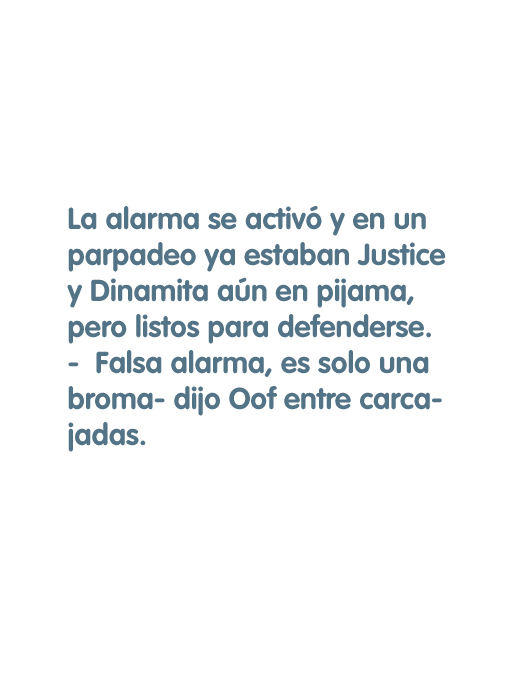 La alarma se activó y en un
parpadeo ya estaban Justice
y Dinamita aún en pijama,
pero listos para defenderse.
-  Falsa alarma, es solo una
broma- dijo Oof entre carca-
jadas.